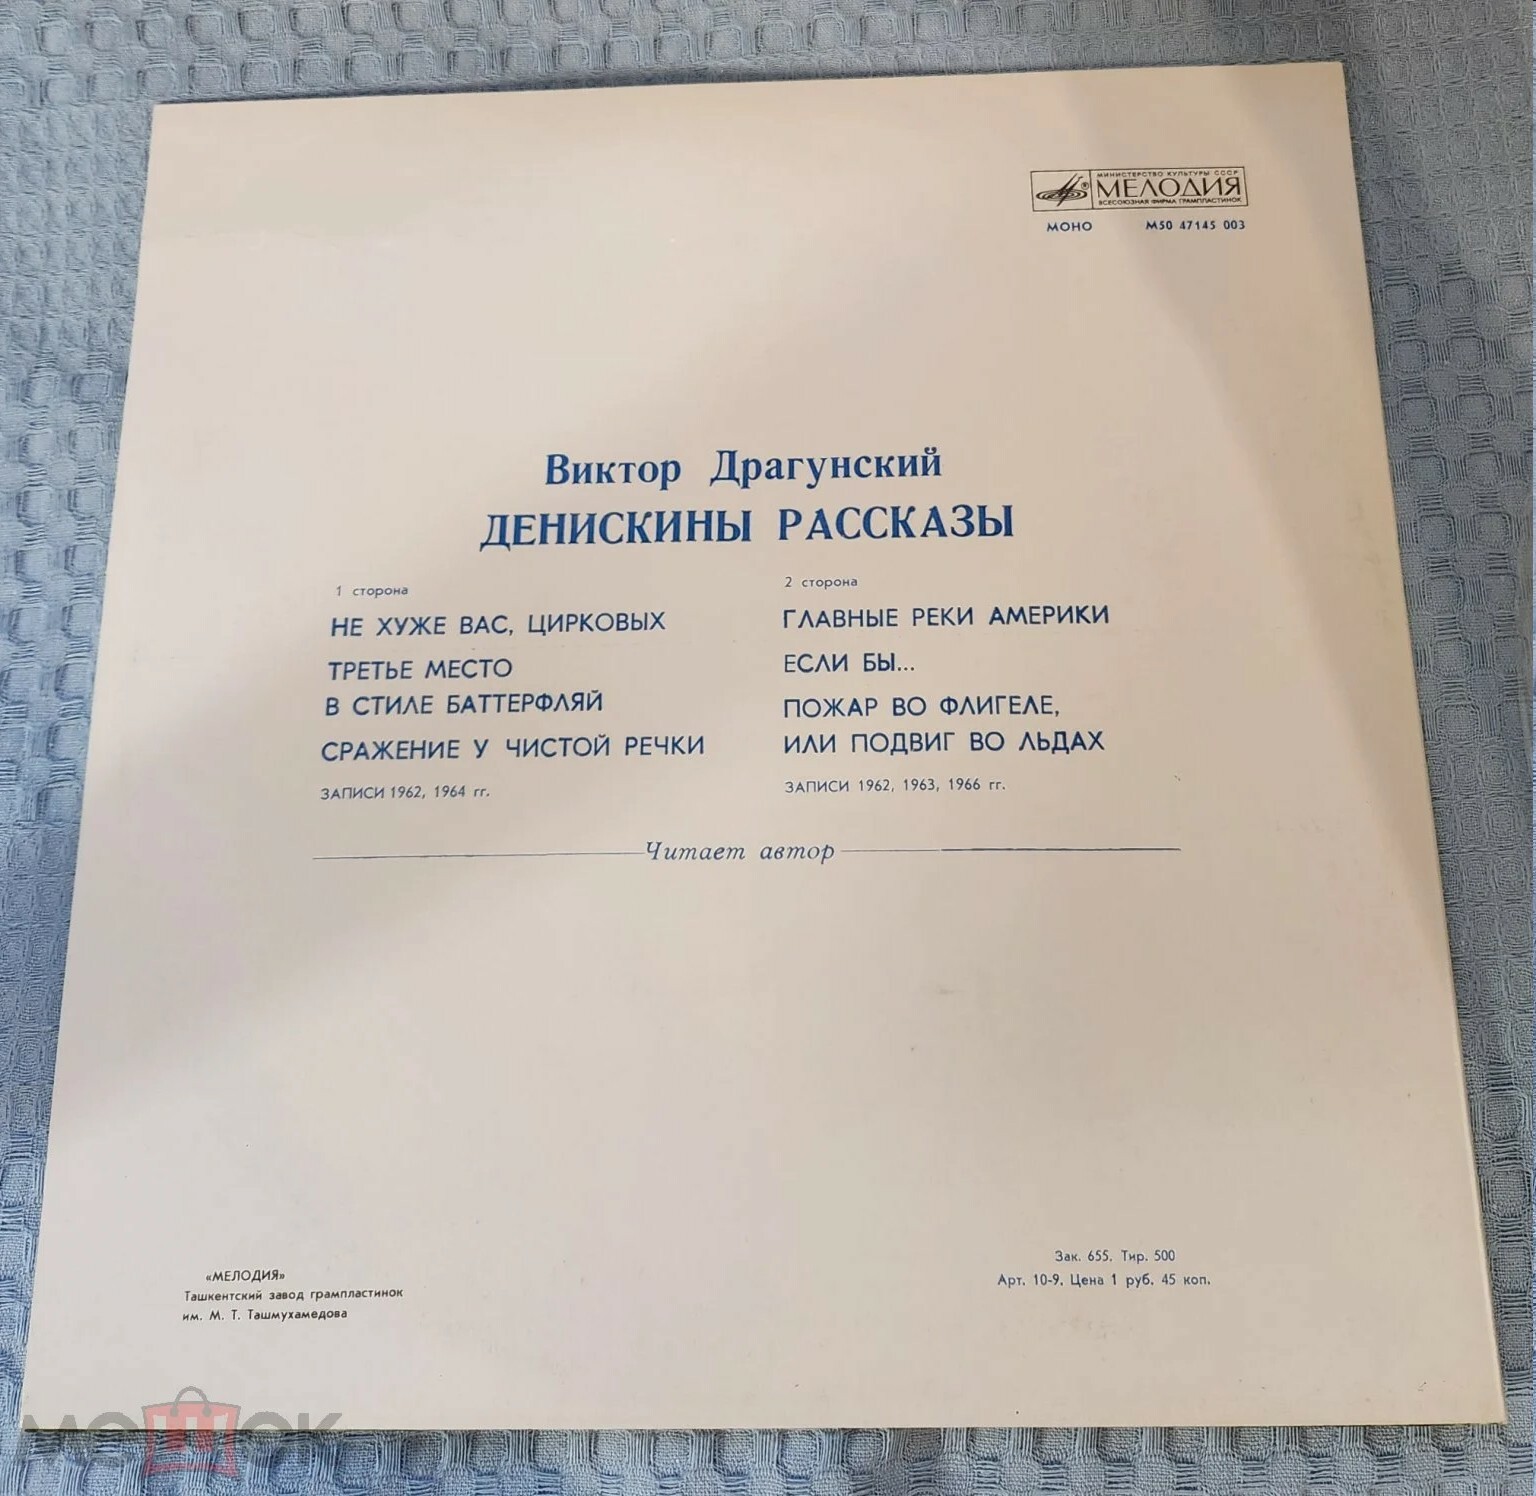 МИНИСТЕРСТВО КУЛЬТУРЫ СССР
МЕЛОДИЯ
ВСЕСОЮЗНАЯ ФИРМА ГРАМПЛАСТИНОК
МОНО М50 47145 003
Виктор Драгунский
ДЕНИСКИНЫ РАССКАЗЫ
1 сторона
НЕ ХУЖЕ ВАС, ЦИРКОВЫХ
ТРЕТЬЕ МЕСТО
В СТИЛЕ БАТТЕРФЛЯЙ
СРАЖЕНИЕ У ЧИСТОЙ РЕЧКИ
ЗАПИСИ 1962, 1964 гг.
2 сторона
ГЛАВНЫЕ РЕКИ АМЕРИКИ
ЕСЛИ БЫ...
ПОЖАР ВО ФЛИГЕЛЕ,
ИЛИ ПОДВИГ ВО ЛЬДАХ
ЗАПИСИ 1962, 1963, 1966 гг.
Читает автор
«МЕЛОДИЯ»
Ташкентский завод грампластинок
им. М. Т. Ташмухамедова
Зак. 655. Тир. 500
Арт. 10-9. Цена 1 руб. 45 коп.
мешок